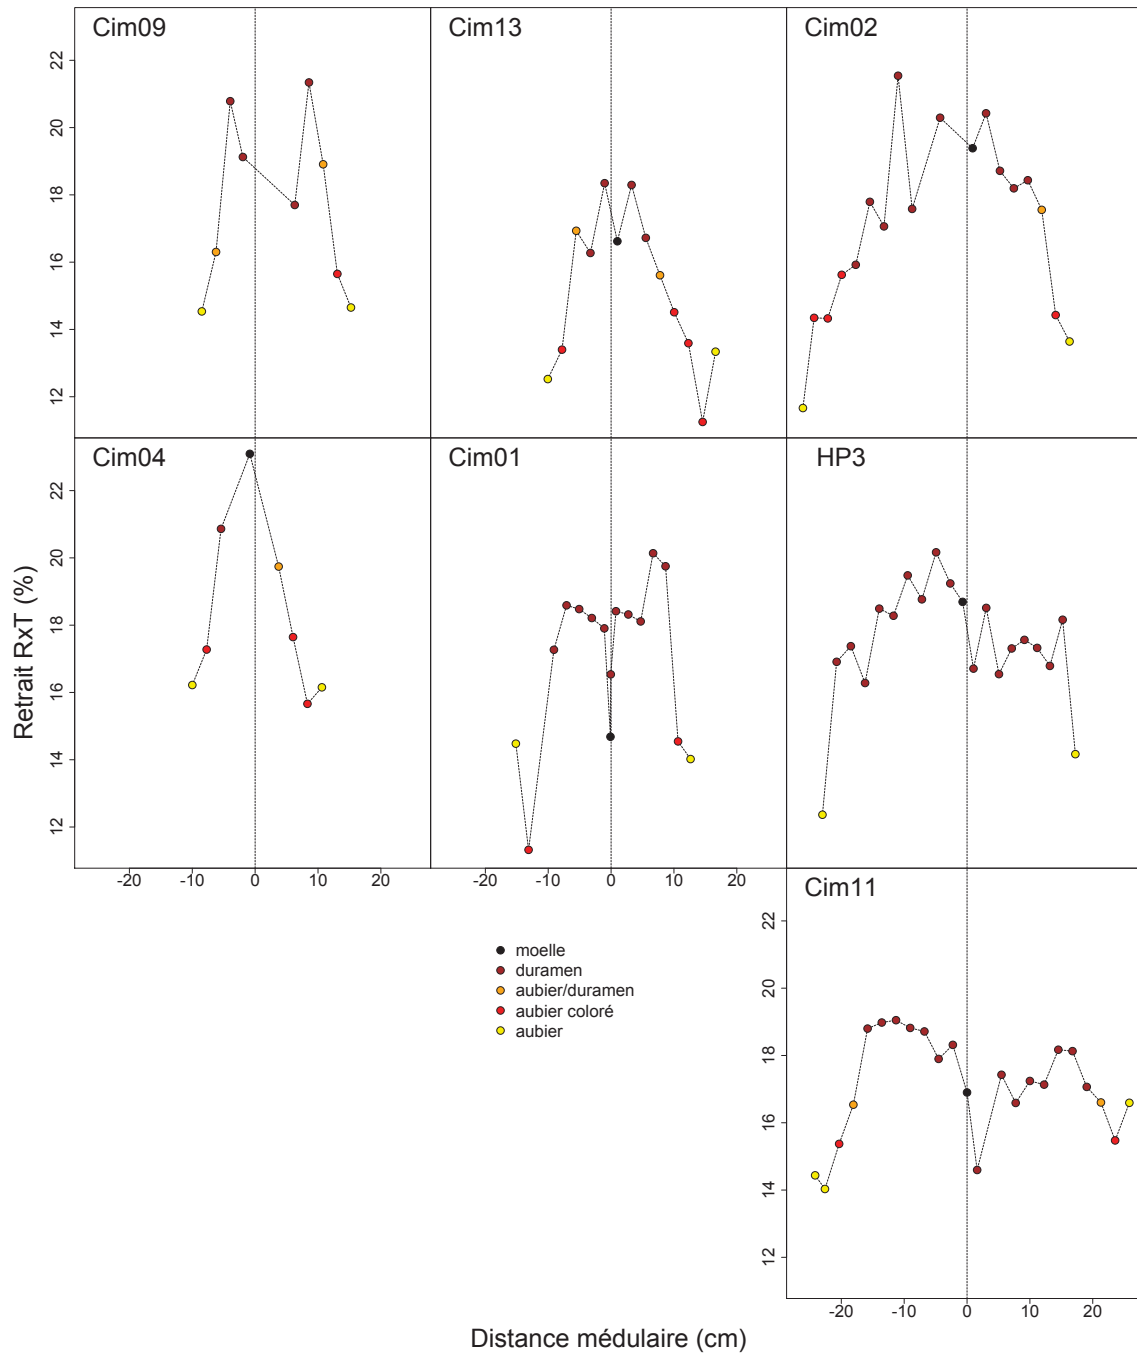 Cim09
Cim13
Cim02
22
20
18
16
14
12
Cim04
Cim01
HP3
22
20
18
16
14
12
Retrait RxT (%)
-20 -10 0 10 20
-20 -10 0 10 20
Cim11
moelle
duramen
aubier/duramen
aubier coloré
aubier
22
20
18
16
14
12
-20 -10 0 10 20
Distance médulaire (cm)